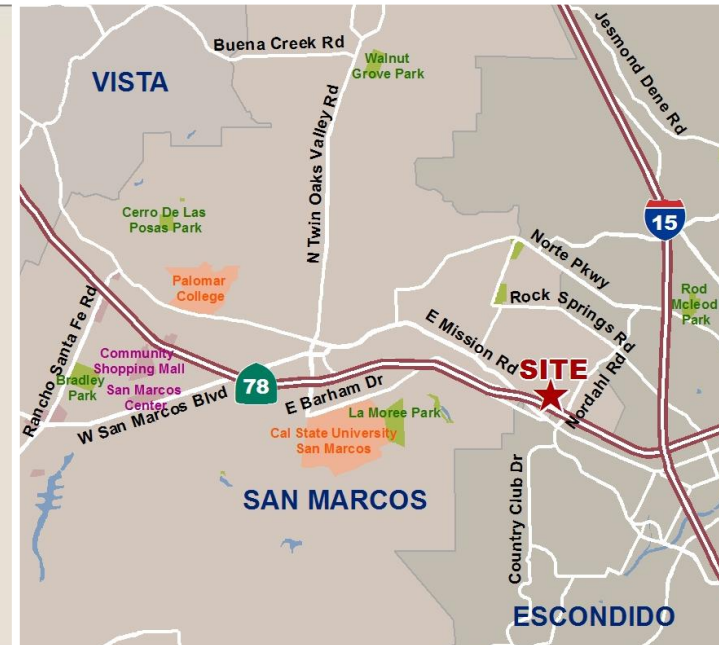 Buena Creek Rd
Walnut
Grove Park
Jesmond Dene Rd
VISTA
N Twin Oaks Valley Rd
Cerro De Las
Posas Park
15
Norte Pkwy
Palomar
College
Rock Springs Rd
Rod
Mcleod
Park
Rancho Santa Fe Rd
E Mission Rd
Community
Shopping Mall
Bradley
Park
San Marcos
Center
78
SITE
Nordahl Rd
W San Marcos Blvd
E Barham Dr
La Moree Park
Cal State University
San Marcos
Country Club Dr
SAN MARCOS
ESCONDIDO